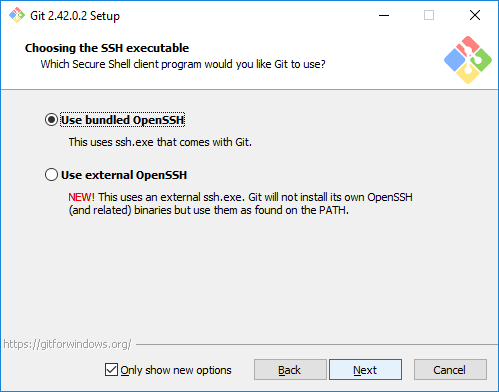 Git 2.42.0.2 Setup
Choosing the SSH executable
Which Secure Shell client program would you like Git to use?
Use bundled OpenSSH
This uses ssh.exe that comes with Git.
Use external OpenSSH
NEW! This uses an external ssh.exe. Git will not install its own OpenSSH
(and related) binaries but use them as found on the PATH.
https://gitforwindows.org/
Only show new options
Back
Next
Cancel